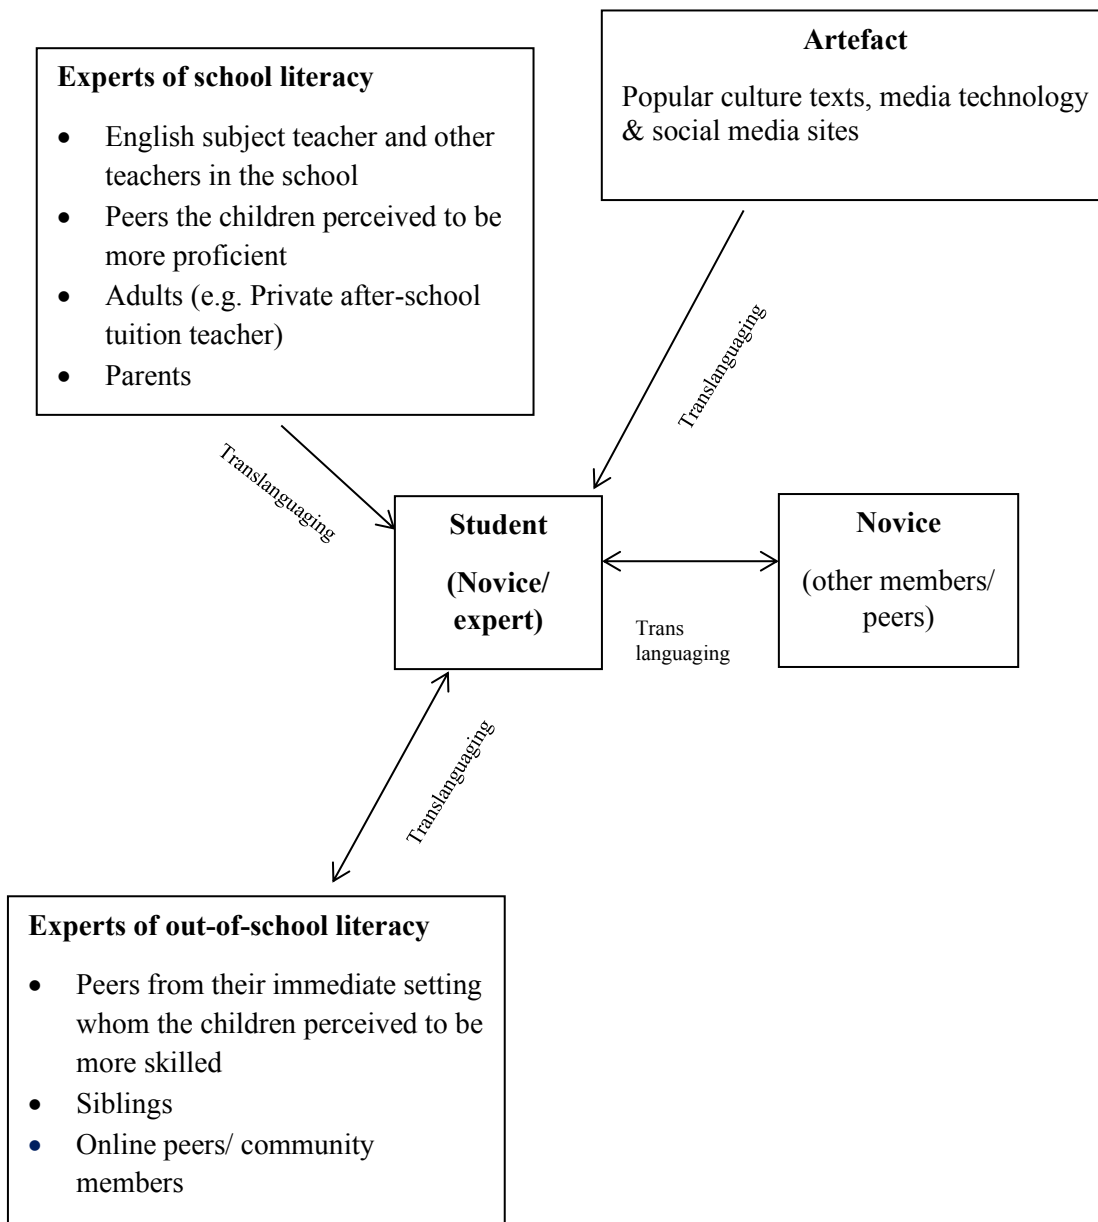 Experts of school literacy
• English subject teacher and other
teachers in the school
• Peers the children perceived to be
more proficient
• Adults (e.g. Private after-school
tuition teacher)
• Parents
Artefact
Popular culture texts, media technology
& social media sites
Translanguaging
Translanguaging
Student
(Novice/
expert)
Trans
languaging
Novice
(other members/
peers)
Translanguaging
Experts of out-of-school literacy
• Peers from their immediate setting
whom the children perceived to be
more skilled
• Siblings
• Online peers/ community
members